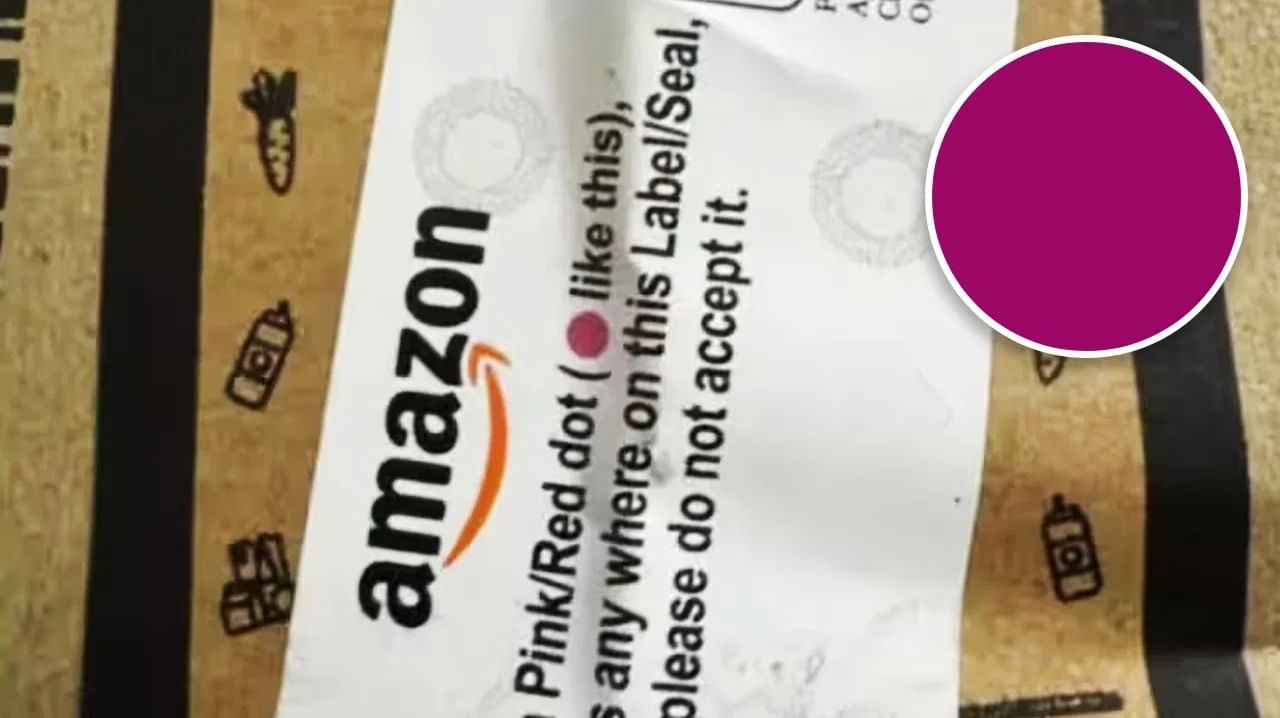 amazon
Pink/Red dot ( like this),
any where on this Label/Seal,
please do not accept it.